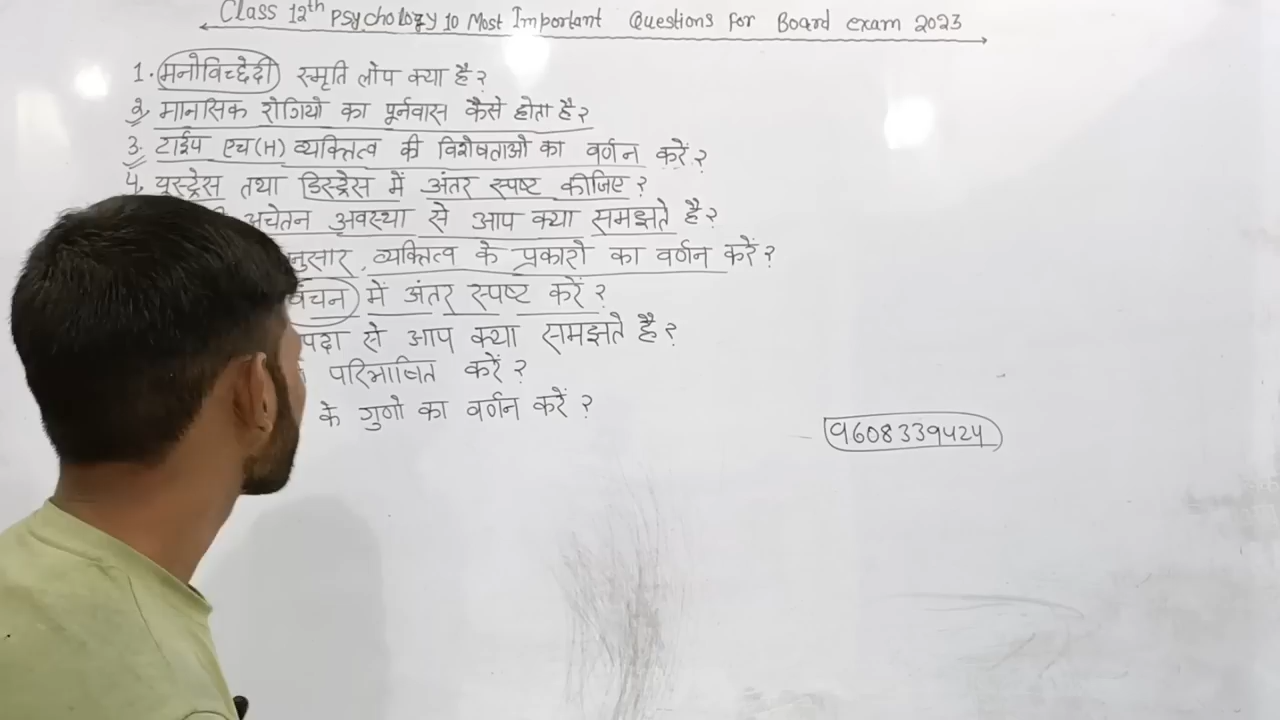 Class 12th Psychology 10 Most Important Questions for Board exam 2023
1. मनोविच्छेदी स्मृति लोप क्या है?
2. मानसिक रोगियो का पूर्नवास कैसे होता है?
3. टाईप एच(H) व्यक्तित्व की विशेषताओ का वर्णन करें?
4. यूस्ट्रेस तथा डिस्ट्रेस में अंतर स्पष्ट कीजिए?
अचेतन अवस्था से आप क्या समझते है?
व्यक्तित्व के प्रकारो का वर्णन करें?
में अंतर स्पष्ट करें?
से आप क्या समझते है?
परिभाषित करें?
के गुणो का वर्णन करें?
9608339424